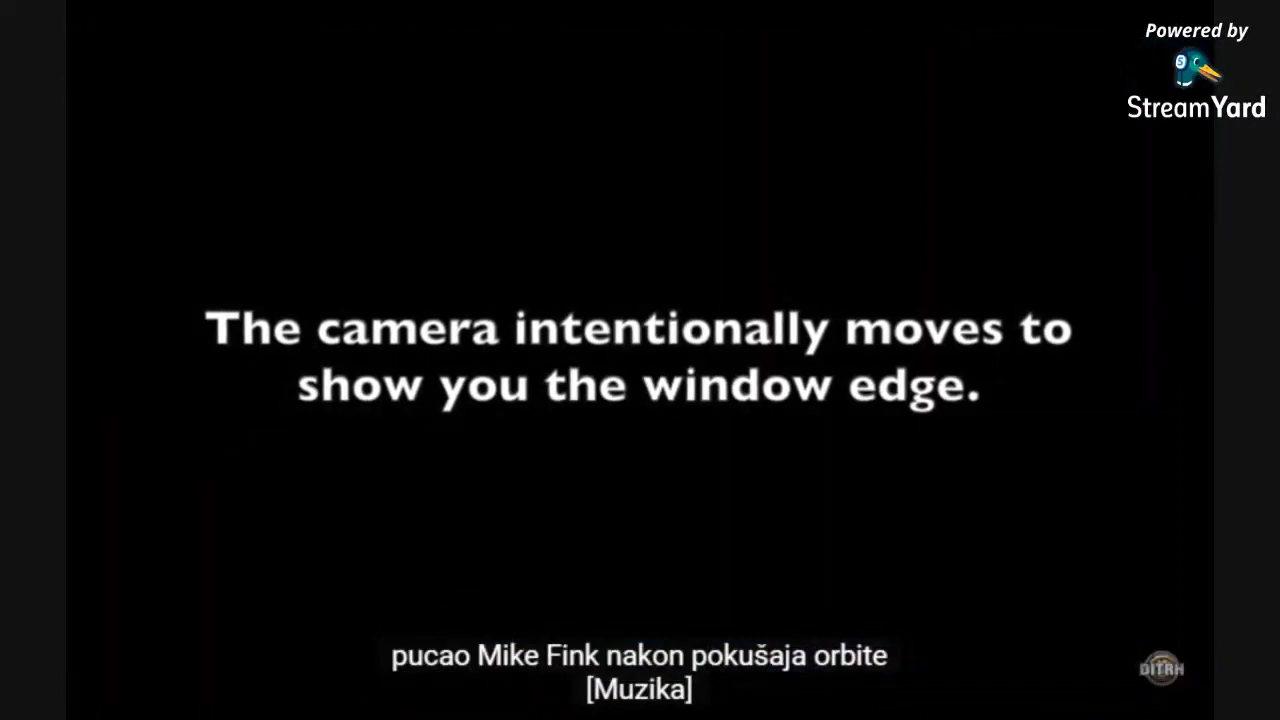 Powered by
StreamYard
The camera intentionally moves to
show you the window edge.
pucao Mike Fink nakon pokušaja orbite
[Muzika]
DITRH